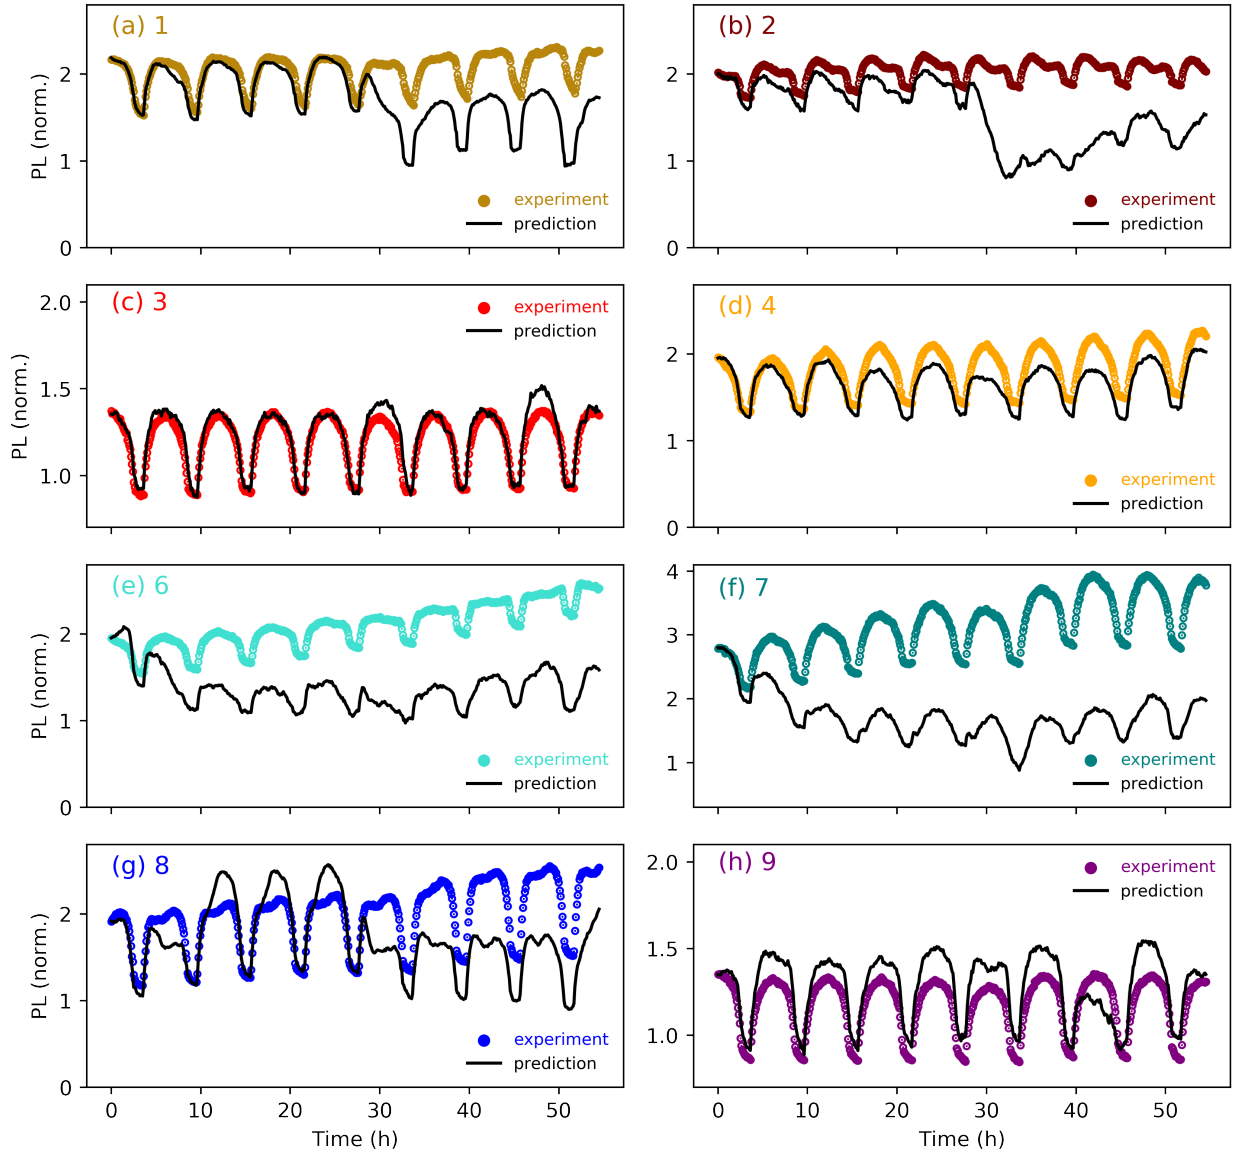 (a) 1
2
1
0
PL (norm.)
experiment
prediction
(b) 2
2
1
0
experiment
prediction
(c) 3
2.0
1.5
1.0
PL (norm.)
experiment
prediction
(d) 4
2
1
0
experiment
prediction
(e) 6
2
1
0
PL (norm.)
experiment
prediction
(f) 7
4
3
2
1
experiment
prediction
(g) 8
2
1
0
PL (norm.)
experiment
prediction
0 10 20 30 40 50
Time (h)
(h) 9
2.0
1.5
1.0
experiment
prediction
0 10 20 30 40 50
Time (h)